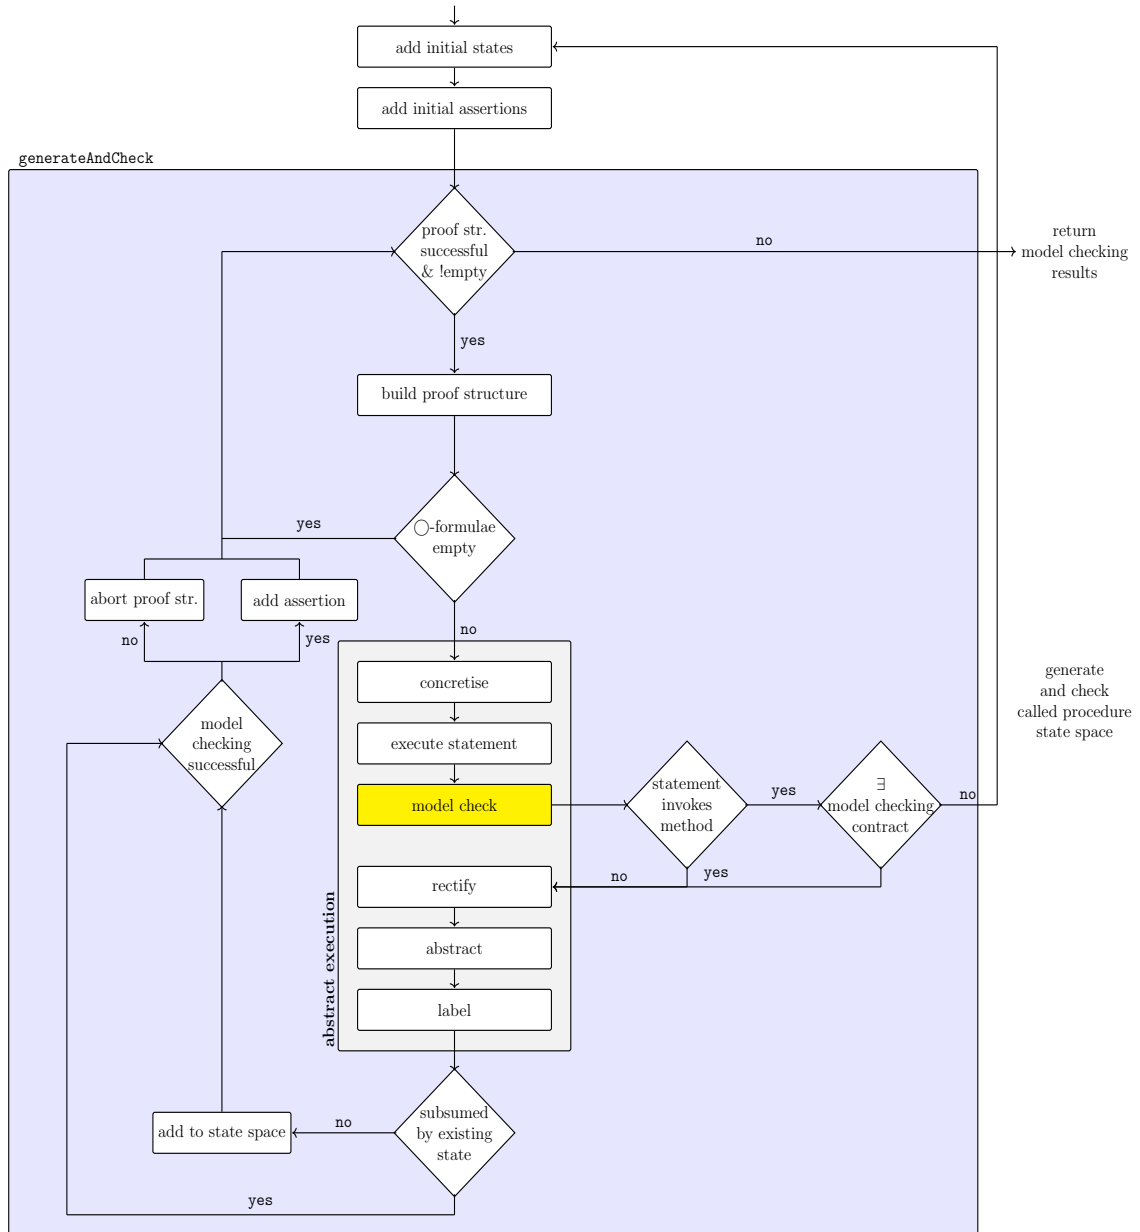 add initial states
add initial assertions
generateAndCheck
proof str.
successful
& !empty
no
return
model checking
results
yes
build proof structure
yes
◯-formulae
empty
abort proof str.
add assertion
no
yes
no
concretise
generate
and check
called procedure
state space
model
checking
successful
execute statement
model check
statement
invokes
method
yes
∃
model checking
contract
no
rectify
no
yes
abstract execution
abstract
label
subsumed
by existing
state
no
add to state space
yes